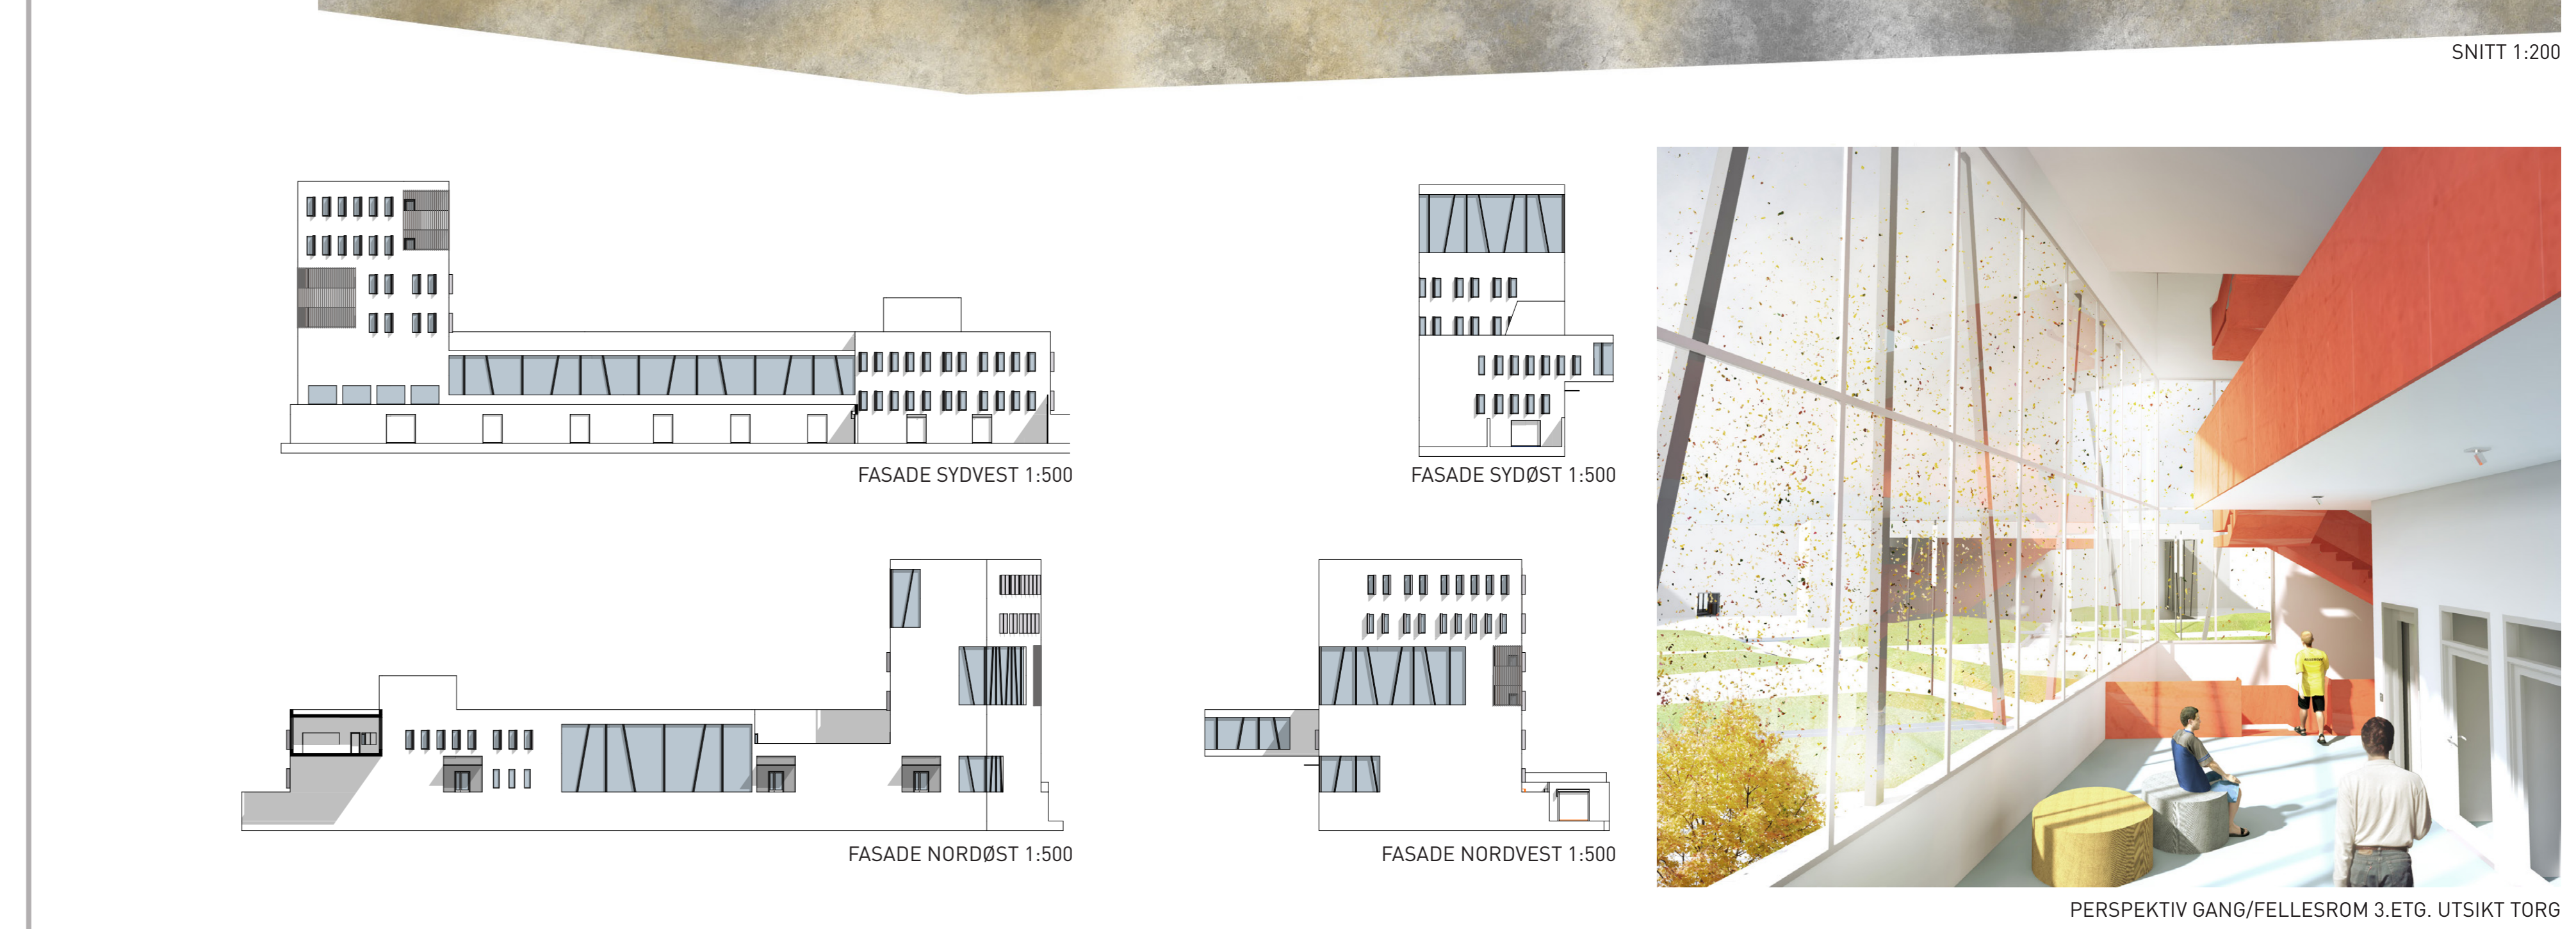 SNITT 1:200
FASADE SYDVEST 1:500
FASADE SYDØST 1:500
FASADE NORDØST 1:500
FASADE NORDVEST 1:500
PERSPEKTIV GANG/FELLESROM 3.ETG. UTSIKT TORG